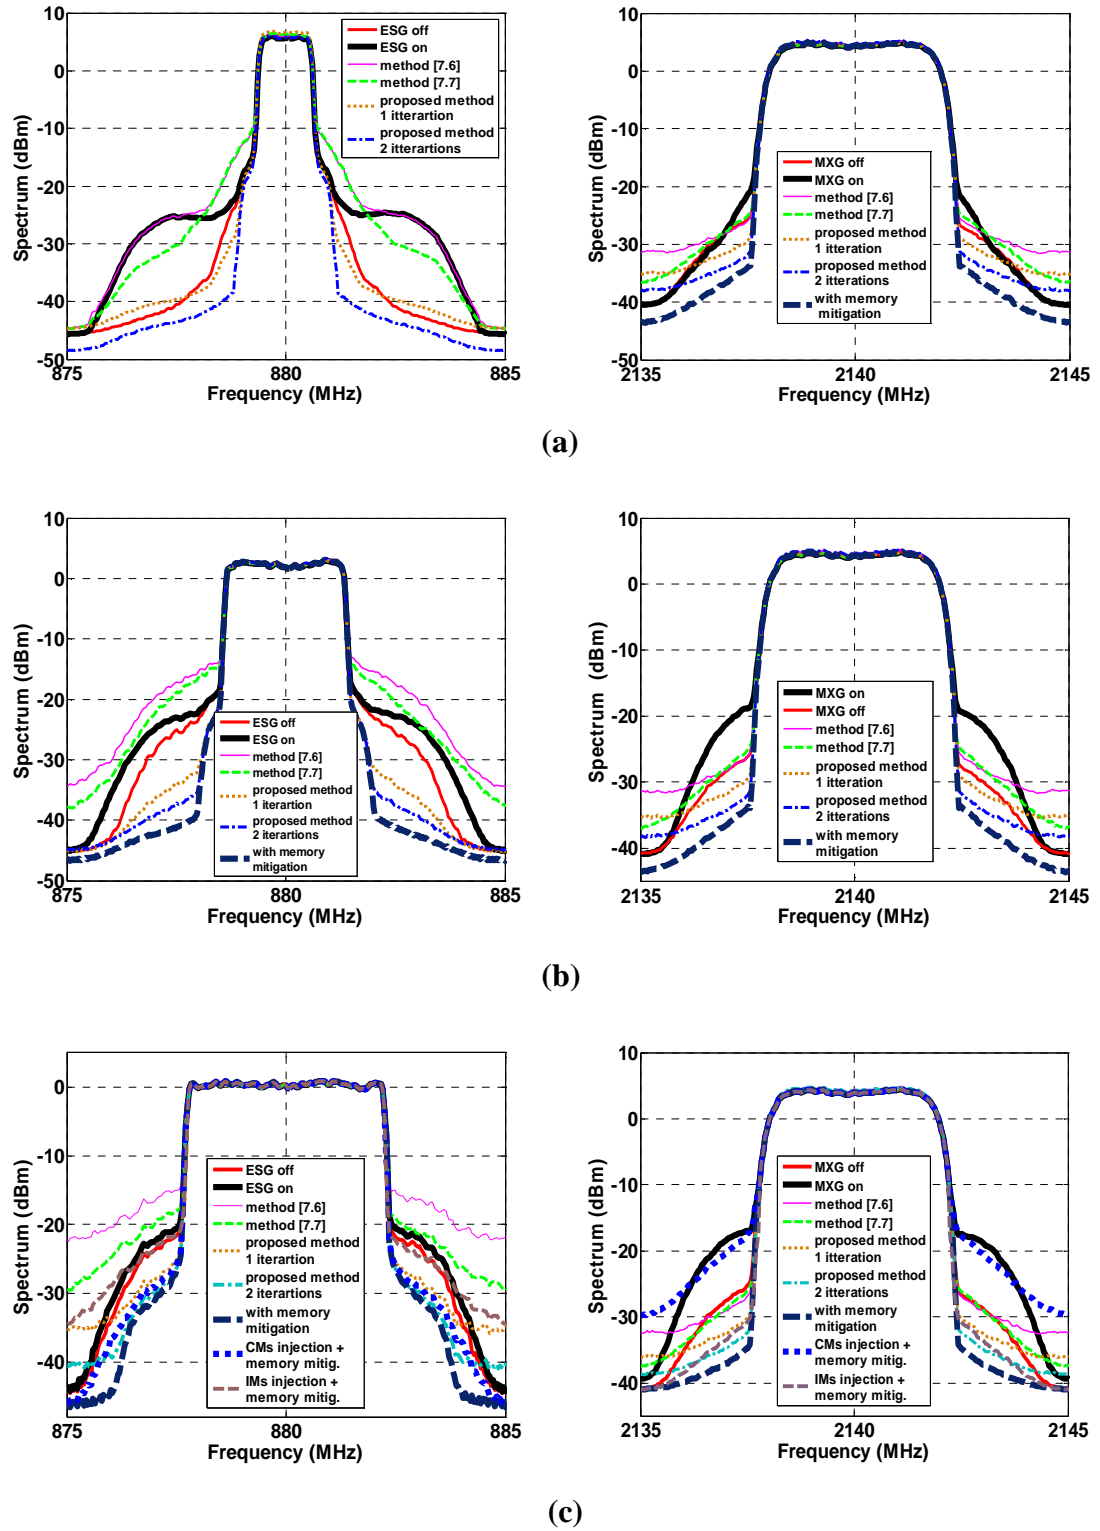 10
0
-10
-20
-30
-40
-50
875
880
885
Frequency (MHz)
Spectrum (dBm)
ESG off
ESG on
method [7.6]
method [7.7]
proposed method
1 itterartion
proposed method
2 itterartions
10
0
-10
-20
-30
-40
-50
2135
2140
2145
Frequency (MHz)
Spectrum (dBm)
MXG off
MXG on
method [7.6]
method [7.7]
proposed method
1 itteration
proposed method
2 itterations
with memory
mitigation
(a)
10
0
-10
-20
-30
-40
-50
875
880
885
Frequency (MHz)
Spectrum (dBm)
ESG off
ESG on
method [7.6]
method [7.7]
proposed method
1 iterartion
proposed method
2 iterartions
with memory
mitigation
10
0
-10
-20
-30
-40
2135
2140
2145
Frequency (MHz)
Spectrum (dBm)
MXG on
MXG off
method [7.6]
method [7.7]
proposed method
1 itteration
proposed method
2 itterations
with memory
mitigation
(b)
0
-10
-20
-30
-40
875
880
885
Frequency (MHz)
Spectrum (dBm)
ESG off
ESG on
method [7.6]
method [7.7]
proposed method
1 iterartion
proposed method
2 iterartions
with memory
mitigation
CMs injection +
memory mitig.
IMs injection +
memory mitig.
10
0
-10
-20
-30
-40
2135
2140
2145
Frequency (MHz)
Spectrum (dBm)
MXG off
MXG on
method [7.6]
method [7.7]
proposed method
1 iteration
proposed method
2 iterations
with memory
mitigation
CMs injection +
memory mitig.
IMs injection +
memory mitig.
(c)